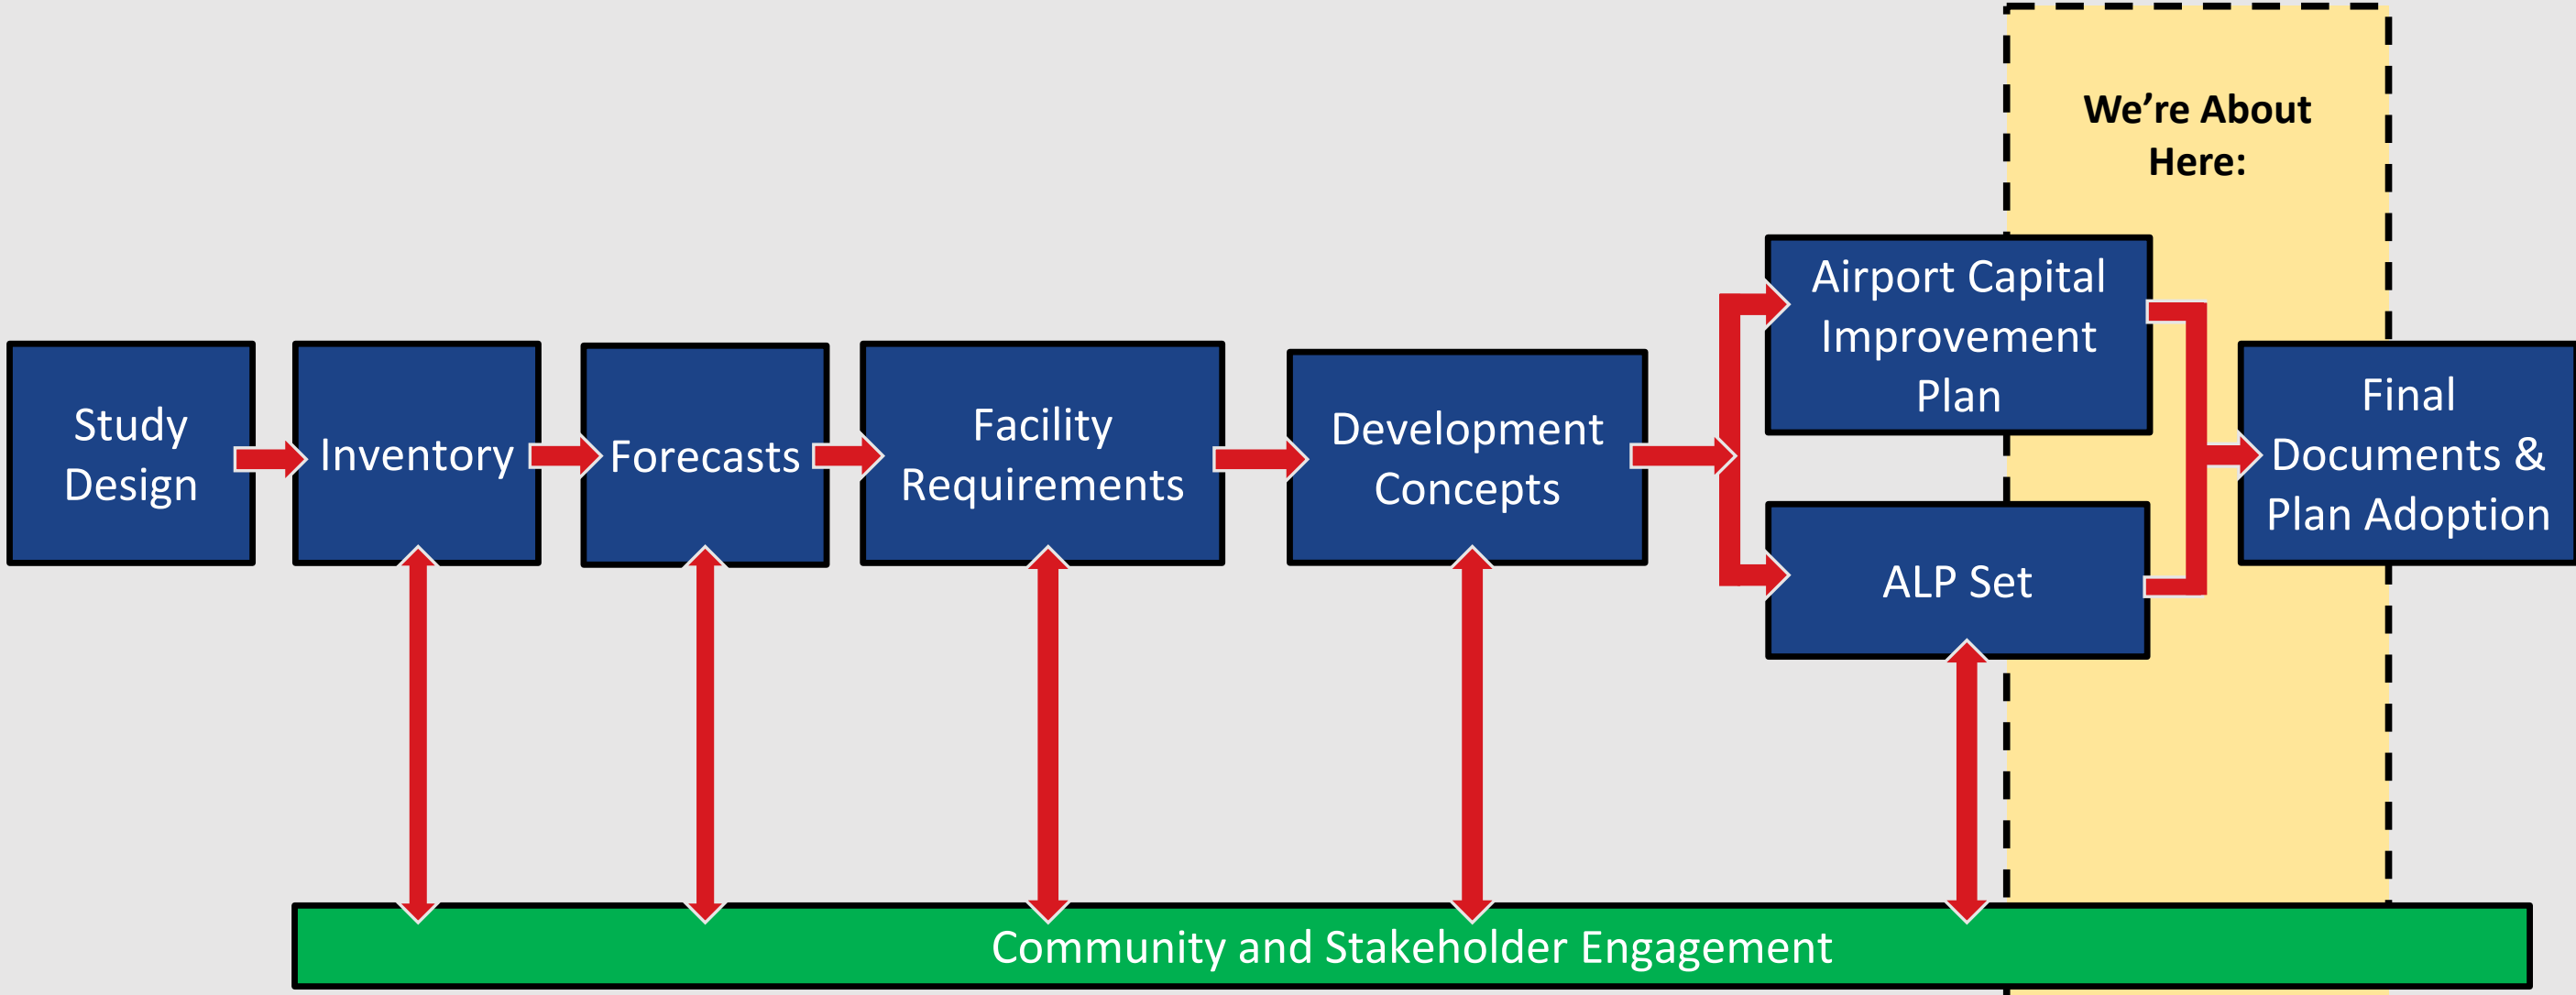 We’re About
Here:
Study
Design
Inventory
Forecasts
Facility
Requirements
Development
Concepts
Airport Capital
Improvement
Plan
ALP Set
Final
Documents &
Plan Adoption
Community and Stakeholder Engagement